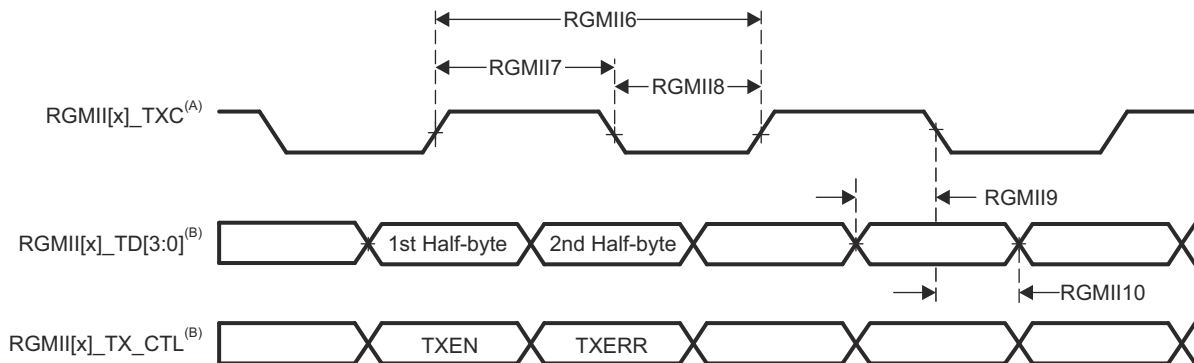 RGMII6
RGMII7
RGMII8
RGMII[x]_TXC(A)
RGMII9
RGMII[x]_TD[3:0](B)
1st Half-byte
2nd Half-byte
RGMII10
RGMII[x]_TX_CTL(B)
TXEN
TXERR